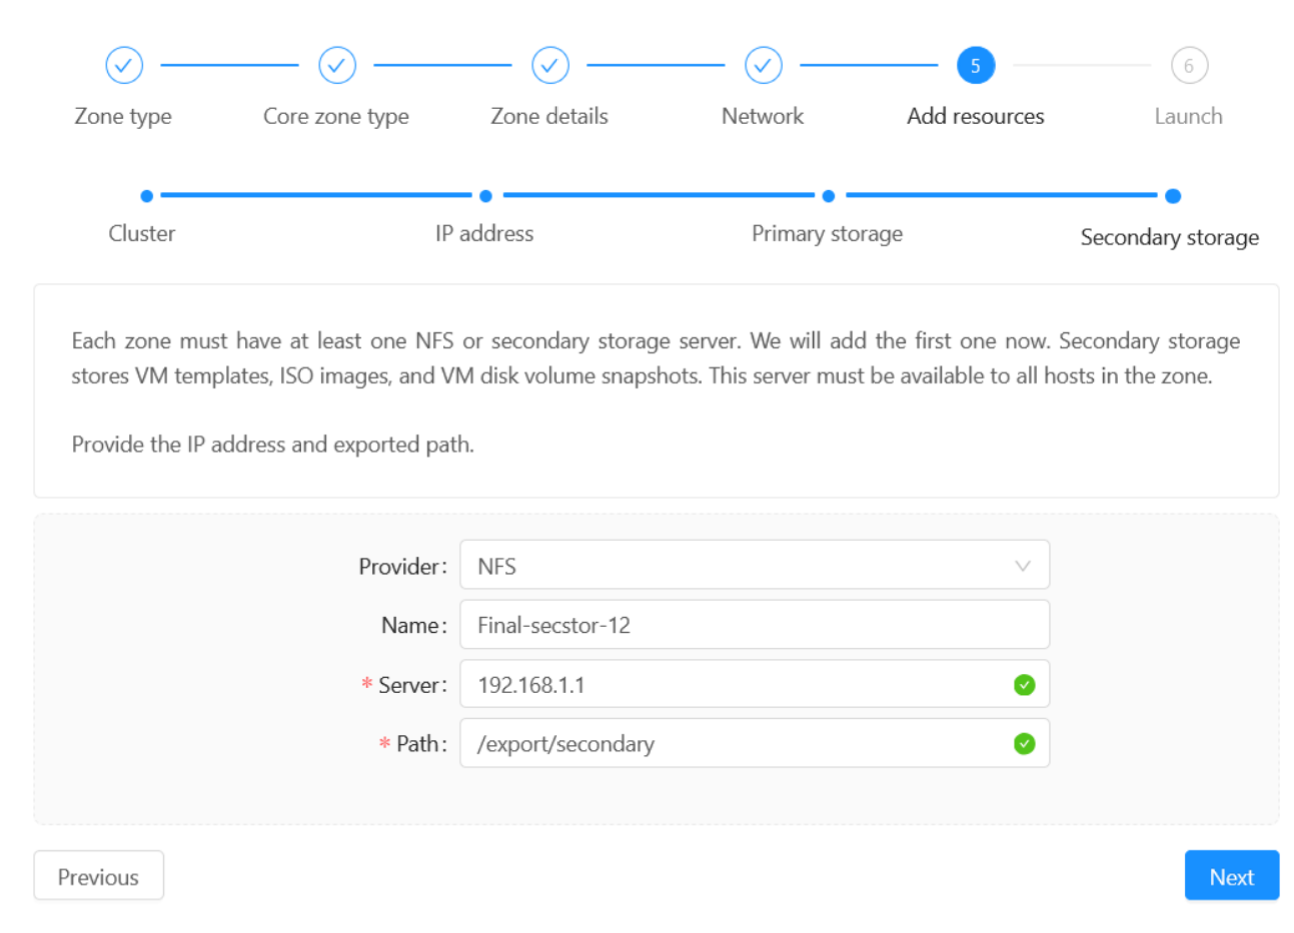 5 6
Zone type Core zone type Zone details Network Add resources Launch
Cluster IP address Primary storage Secondary storage
Each zone must have at least one NFS or secondary storage server. We will add the first one now. Secondary storage
stores VM templates, ISO images, and VM disk volume snapshots. This server must be available to all hosts in the zone.
Provide the IP address and exported path.
Provider: NFS
Name: Final-secstor-12
* Server: 192.168.1.1
* Path: /export/secondary
Previous Next